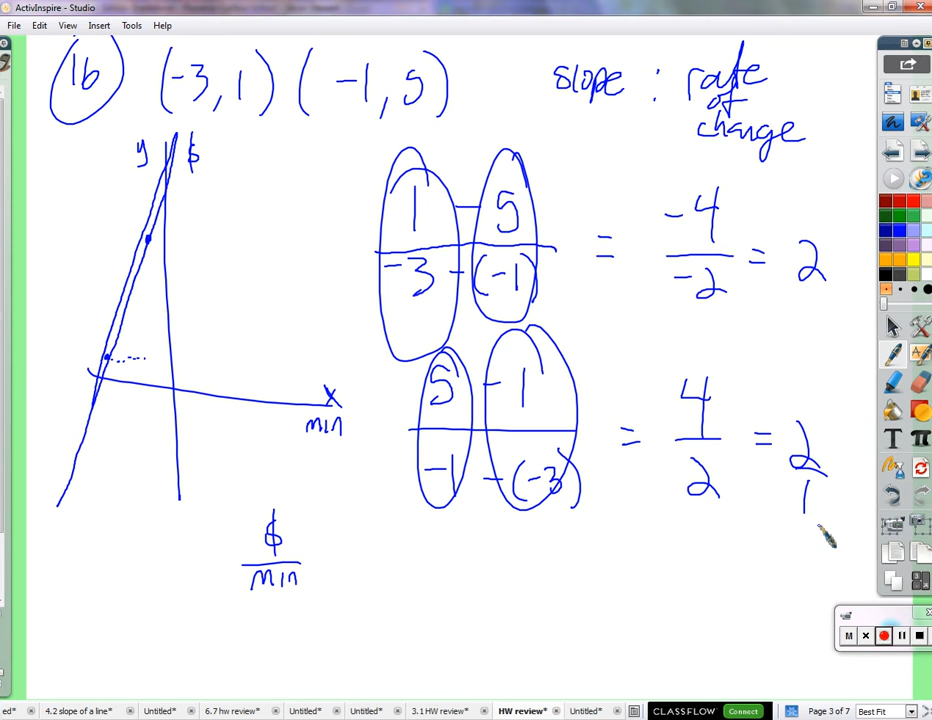 ActivInspire - Studio
File Edit View Insert Tools Help
16 (-3, 1) (-1, 5) slope : rate
of
change
y $
1 - 5
-3 - (-1)
= -4
-2
= 2
5 - 1
-1 - (-3)
= 4
2
= 2
1
x
min
$
min
M
ed* 4.2 slope of a line* Untitled* 6.7 hw review* Untitled* Untitled* 3.1 HW review* HW review* Untitled* CLASSFLOW Connect Page 3 of 7 Best Fit